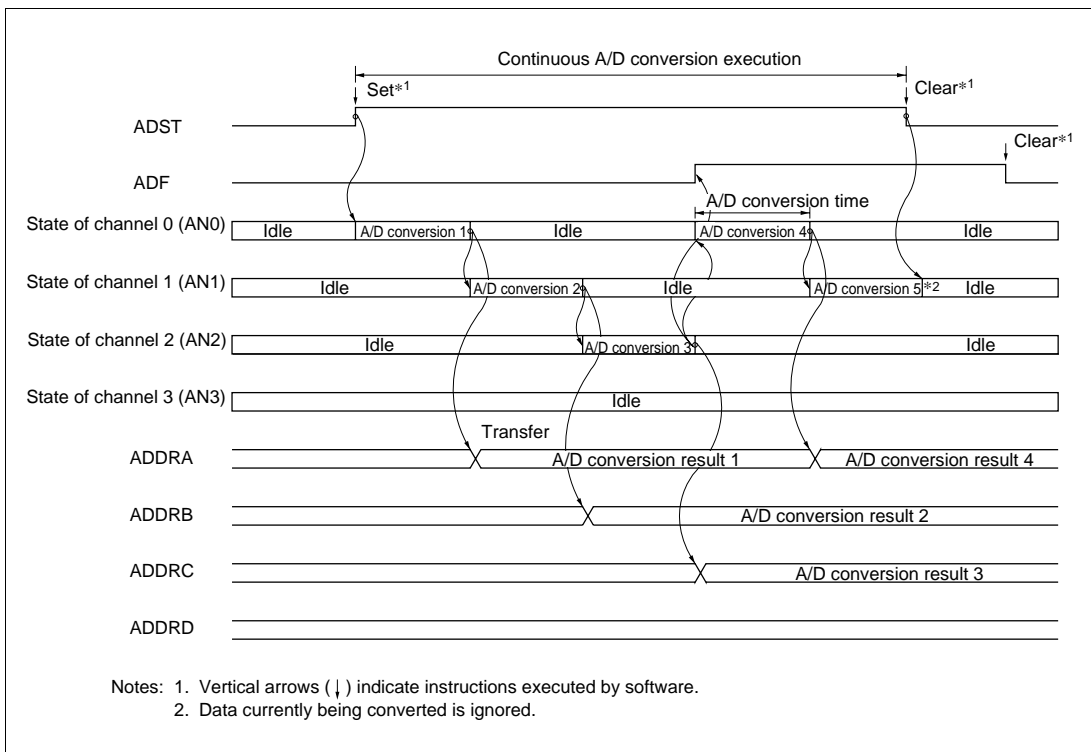 Continuous A/D conversion execution
Set*1
Clear*1
ADST
Clear*1
ADF
A/D conversion time
State of channel 0 (AN0)
Idle
A/D conversion 1
Idle
A/D conversion 4
Idle
State of channel 1 (AN1)
Idle
A/D conversion 2
Idle
A/D conversion 5*2
Idle
State of channel 2 (AN2)
Idle
A/D conversion 3
Idle
State of channel 3 (AN3)
Idle
Transfer
ADDRA
A/D conversion result 1
A/D conversion result 4
ADDRB
A/D conversion result 2
ADDRC
A/D conversion result 3
ADDRD
Notes: 1. Vertical arrows (↓) indicate instructions executed by software.
2. Data currently being converted is ignored.